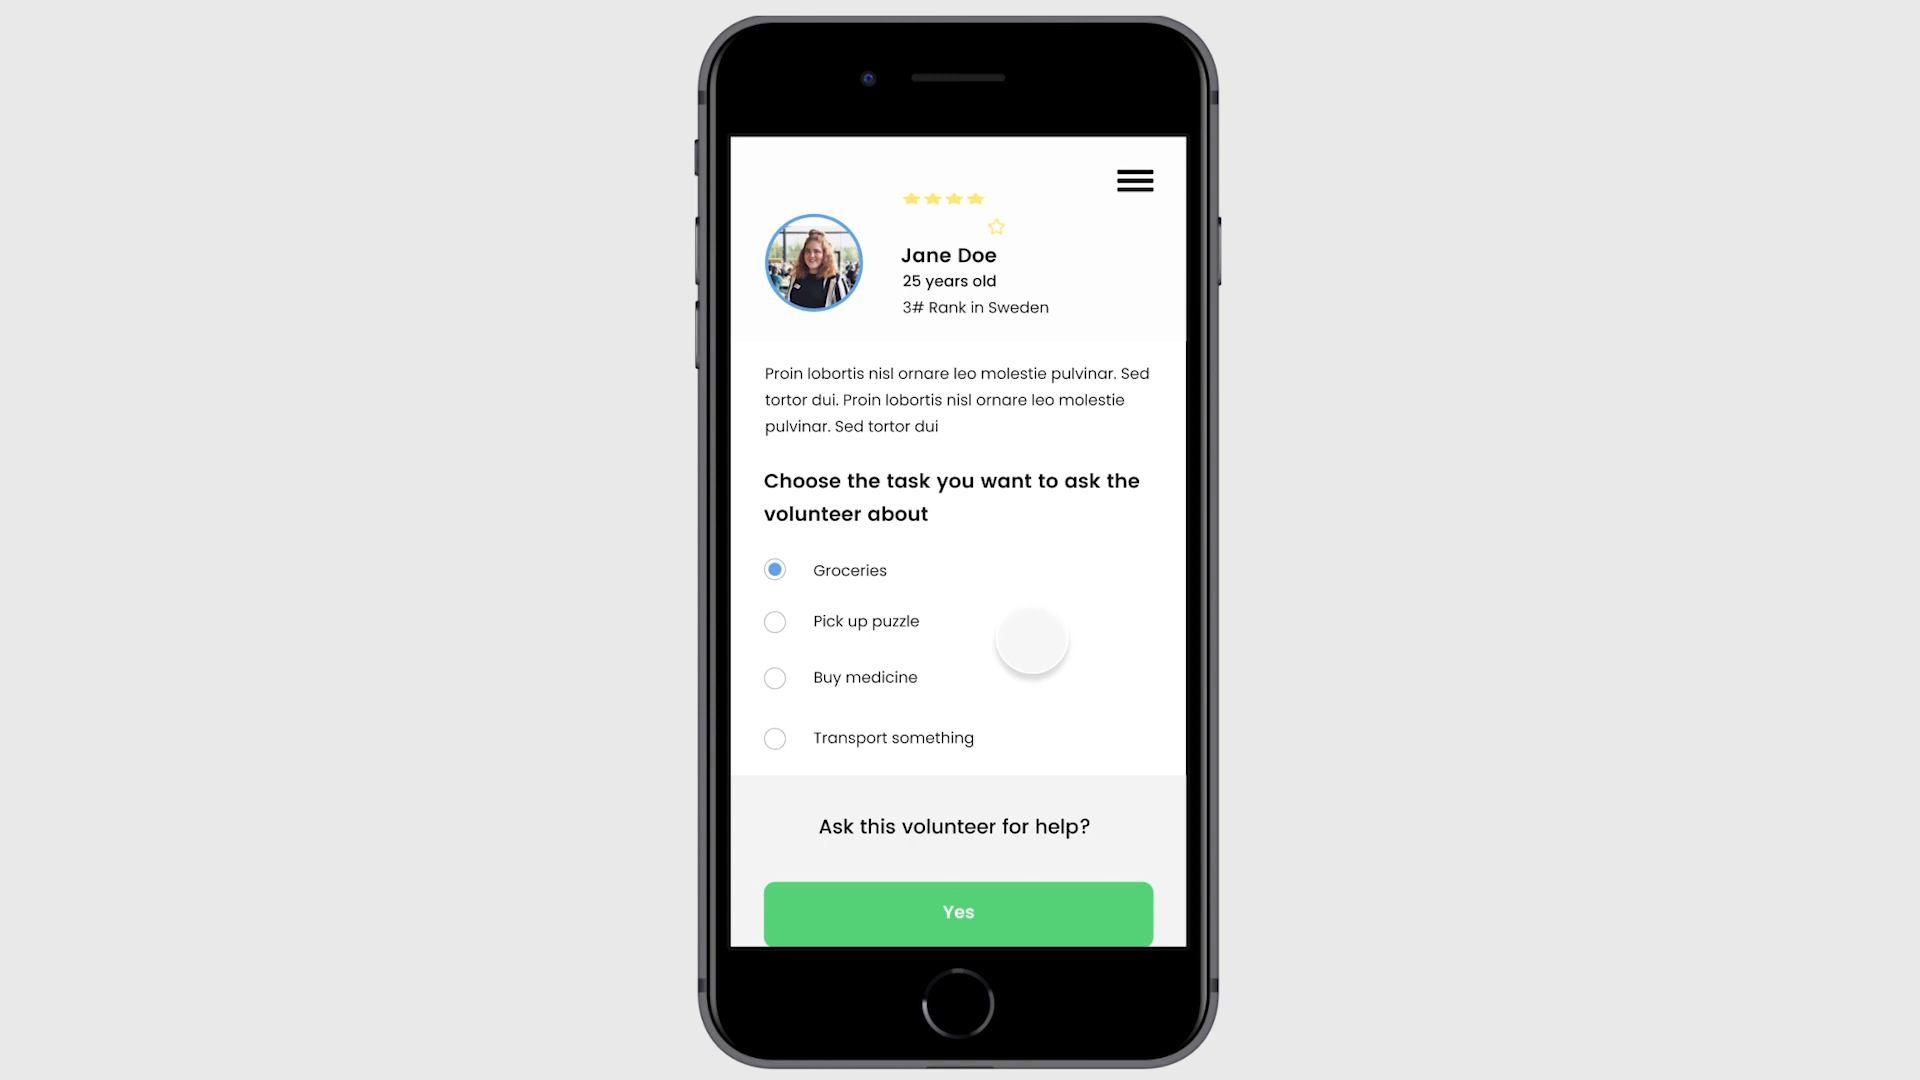 Jane Doe
25 years old
3# Rank in Sweden
Proin lobortis nisl ornare leo molestie pulvinar. Sed
tortor dui. Proin lobortis nisl ornare leo molestie
pulvinar. Sed tortor dui
Choose the task you want to ask the
volunteer about
Groceries
Pick up puzzle
Buy medicine
Transport something
Ask this volunteer for help?
Yes